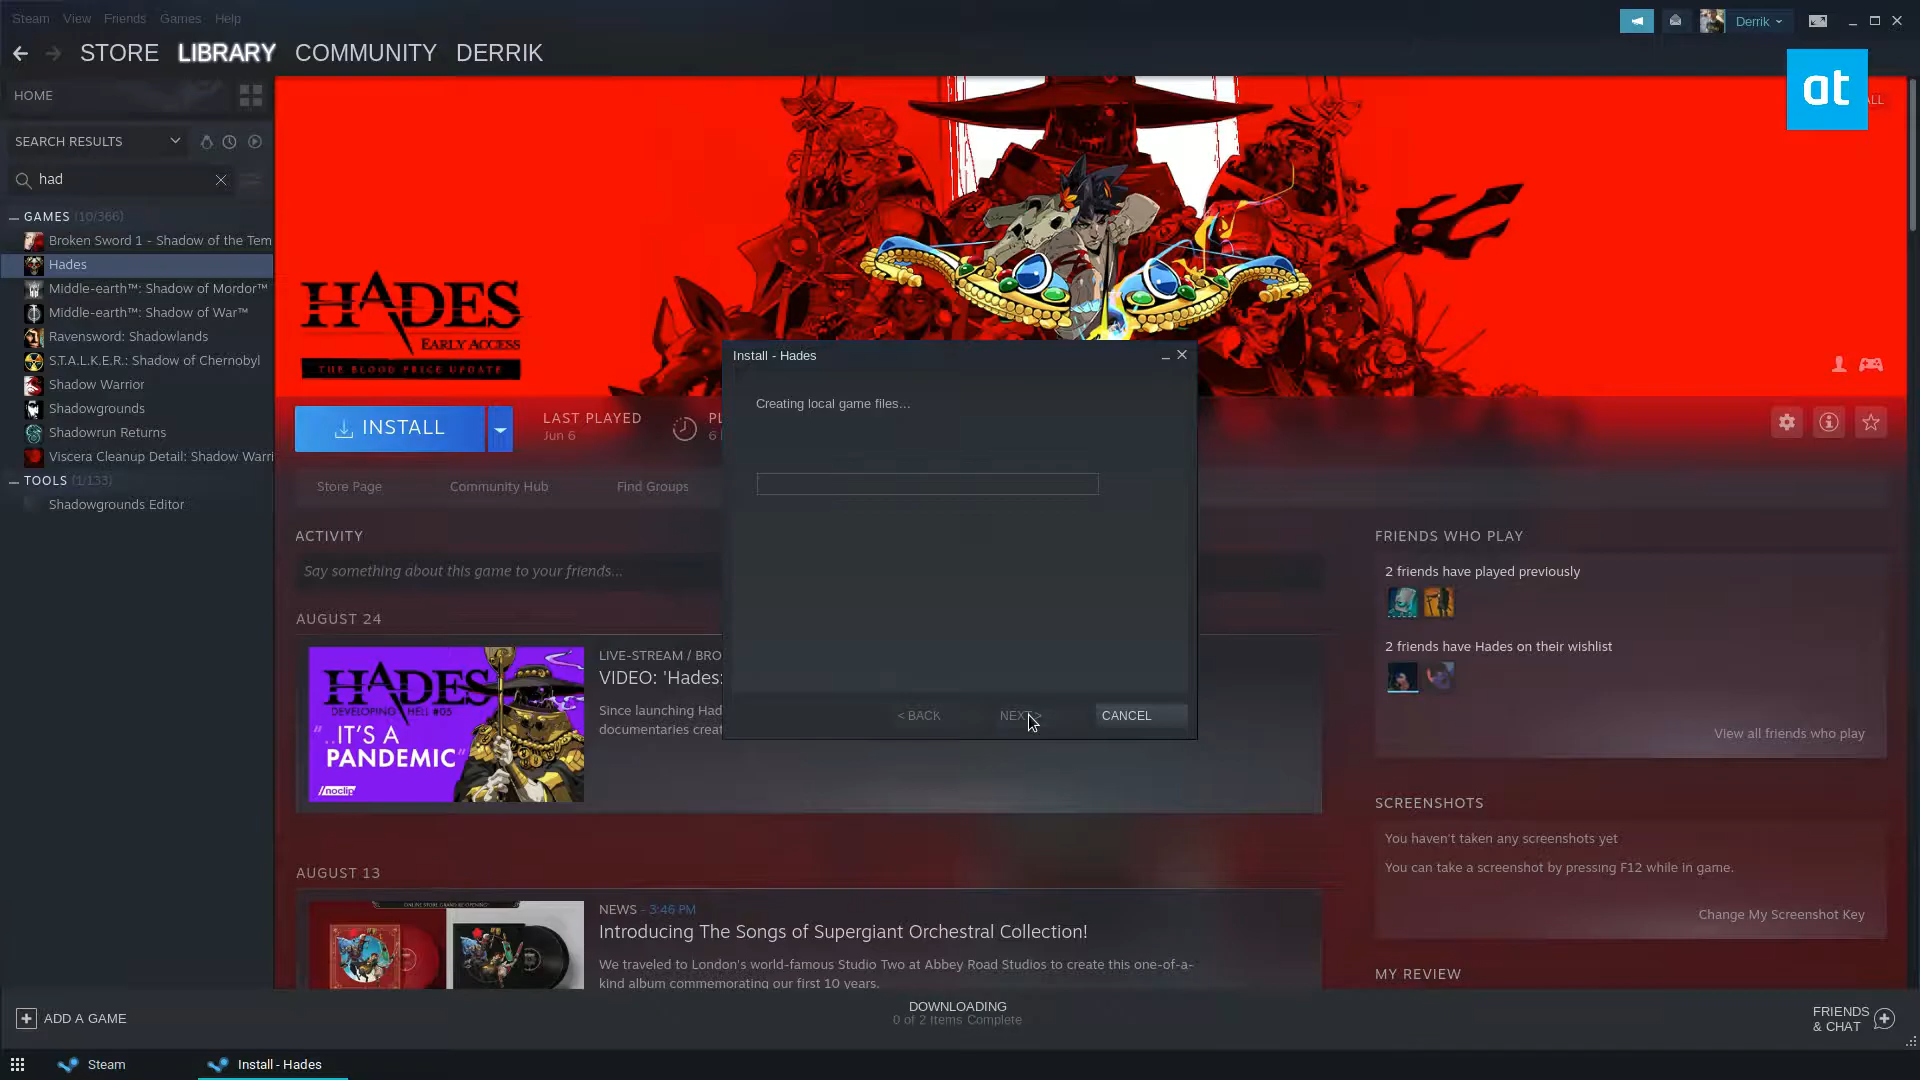 Steam View Friends Games Help
Derrik
STORE LIBRARY COMMUNITY DERRIK
at
HOME
SEARCH RESULTS
had
GAMES (10/366)
Broken Sword 1 - Shadow of the Tem
Hades
Middle-earth™: Shadow of Mordor™
Middle-earth™: Shadow of War™
Ravensword: Shadowlands
S.T.A.L.K.E.R.: Shadow of Chernobyl
Shadow Warrior
Shadowgrounds
Shadowrun Returns
Viscera Cleanup Detail: Shadow Warri
TOOLS (1/133)
Shadowgrounds Editor
HADES
EARLY ACCESS
THE BLOOD PRICE UPDATE
INSTALL
LAST PLAYED
Jun 6
Store Page Community Hub Find Groups
Install - Hades
Creating local game files...
< BACK NEXT > CANCEL
ACTIVITY
Say something about this game to your friends...
AUGUST 24
HADES
DEVELOPING HELL #05
"..IT'S A
PANDEMIC"
//noclip
LIVE-STREAM / BRO
VIDEO: 'Hades:
Since launching Had
documentaries creat
AUGUST 13
NEWS - 3:46 PM
Introducing The Songs of Supergiant Orchestral Collection!
We traveled to London's world-famous Studio Two at Abbey Road Studios to create this one-of-a-
kind album commemorating our first 10 years.
FRIENDS WHO PLAY
2 friends have played previously
2 friends have Hades on their wishlist
View all friends who play
SCREENSHOTS
You haven't taken any screenshots yet
You can take a screenshot by pressing F12 while in game.
Change My Screenshot Key
MY REVIEW
ADD A GAME
DOWNLOADING
0 of 2 Items Complete
FRIENDS
& CHAT
Steam
Install - Hades